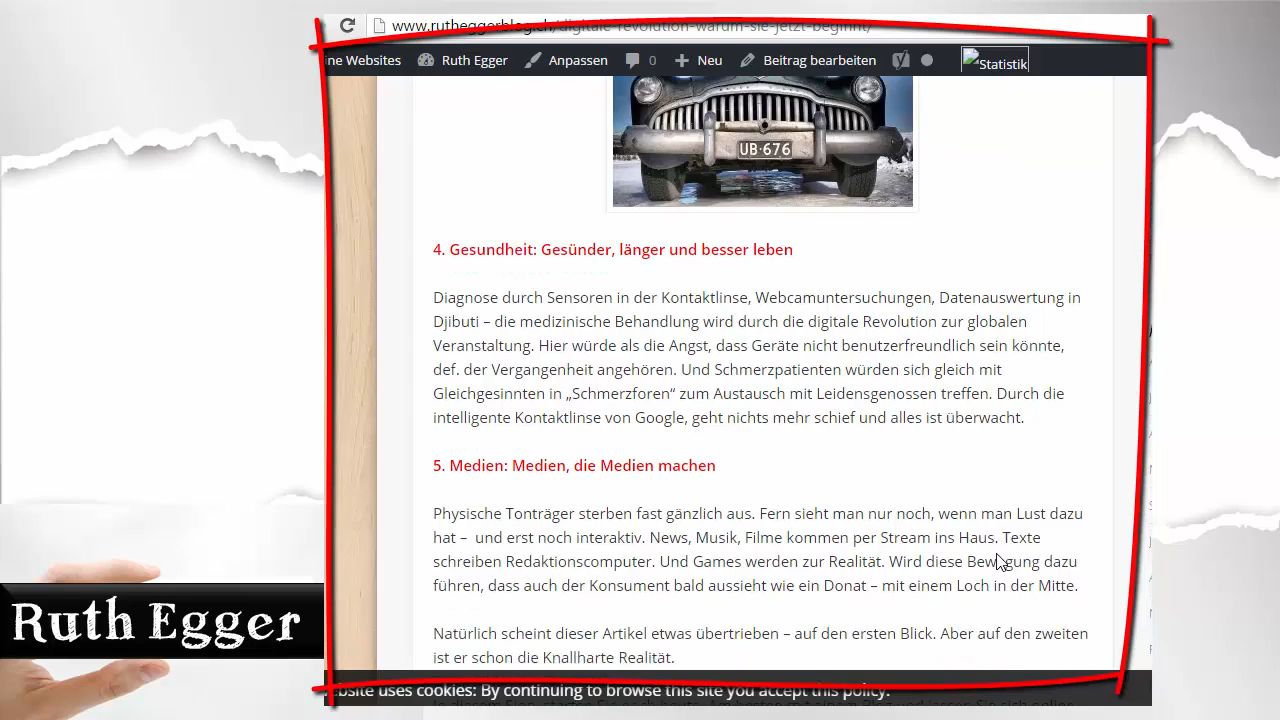 www.rutheggerblog.ch/digitale-revolution-warum-sie-jetzt-beginnt/
ne Websites Ruth Egger Anpassen 0 Neu Beitrag bearbeiten Statistik
UB·676
4. Gesundheit: Gesünder, länger und besser leben
Diagnose durch Sensoren in der Kontaktlinse, Webcamuntersuchungen, Datenauswertung in
Djibuti – die medizinische Behandlung wird durch die digitale Revolution zur globalen
Veranstaltung. Hier würde als die Angst, dass Geräte nicht benutzerfreundlich sein könnte,
def. der Vergangenheit angehören. Und Schmerzpatienten würden sich gleich mit
Gleichgesinnten in „Schmerzforen“ zum Austausch mit Leidensgenossen treffen. Durch die
intelligente Kontaktlinse von Google, geht nichts mehr schief und alles ist überwacht.
5. Medien: Medien, die Medien machen
Physische Tonträger sterben fast gänzlich aus. Fern sieht man nur noch, wenn man Lust dazu
hat – und erst noch interaktiv. News, Musik, Filme kommen per Stream ins Haus. Texte
schreiben Redaktionscomputer. Und Games werden zur Realität. Wird diese Bewegung dazu
führen, dass auch der Konsument bald aussieht wie ein Donat – mit einem Loch in der Mitte.
Ruth Egger
Natürlich scheint dieser Artikel etwas übertrieben – auf den ersten Blick. Aber auf den zweiten
ist er schon die Knallharte Realität.
bsite uses cookies: By continuing to browse this site you accept this policy.